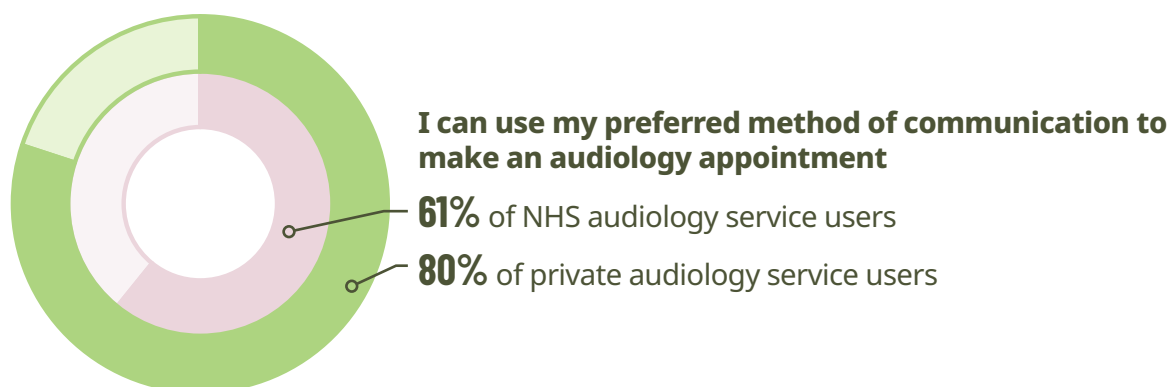 I can use my preferred method of communication to
make an audiology appointment
61% of NHS audiology service users
80% of private audiology service users